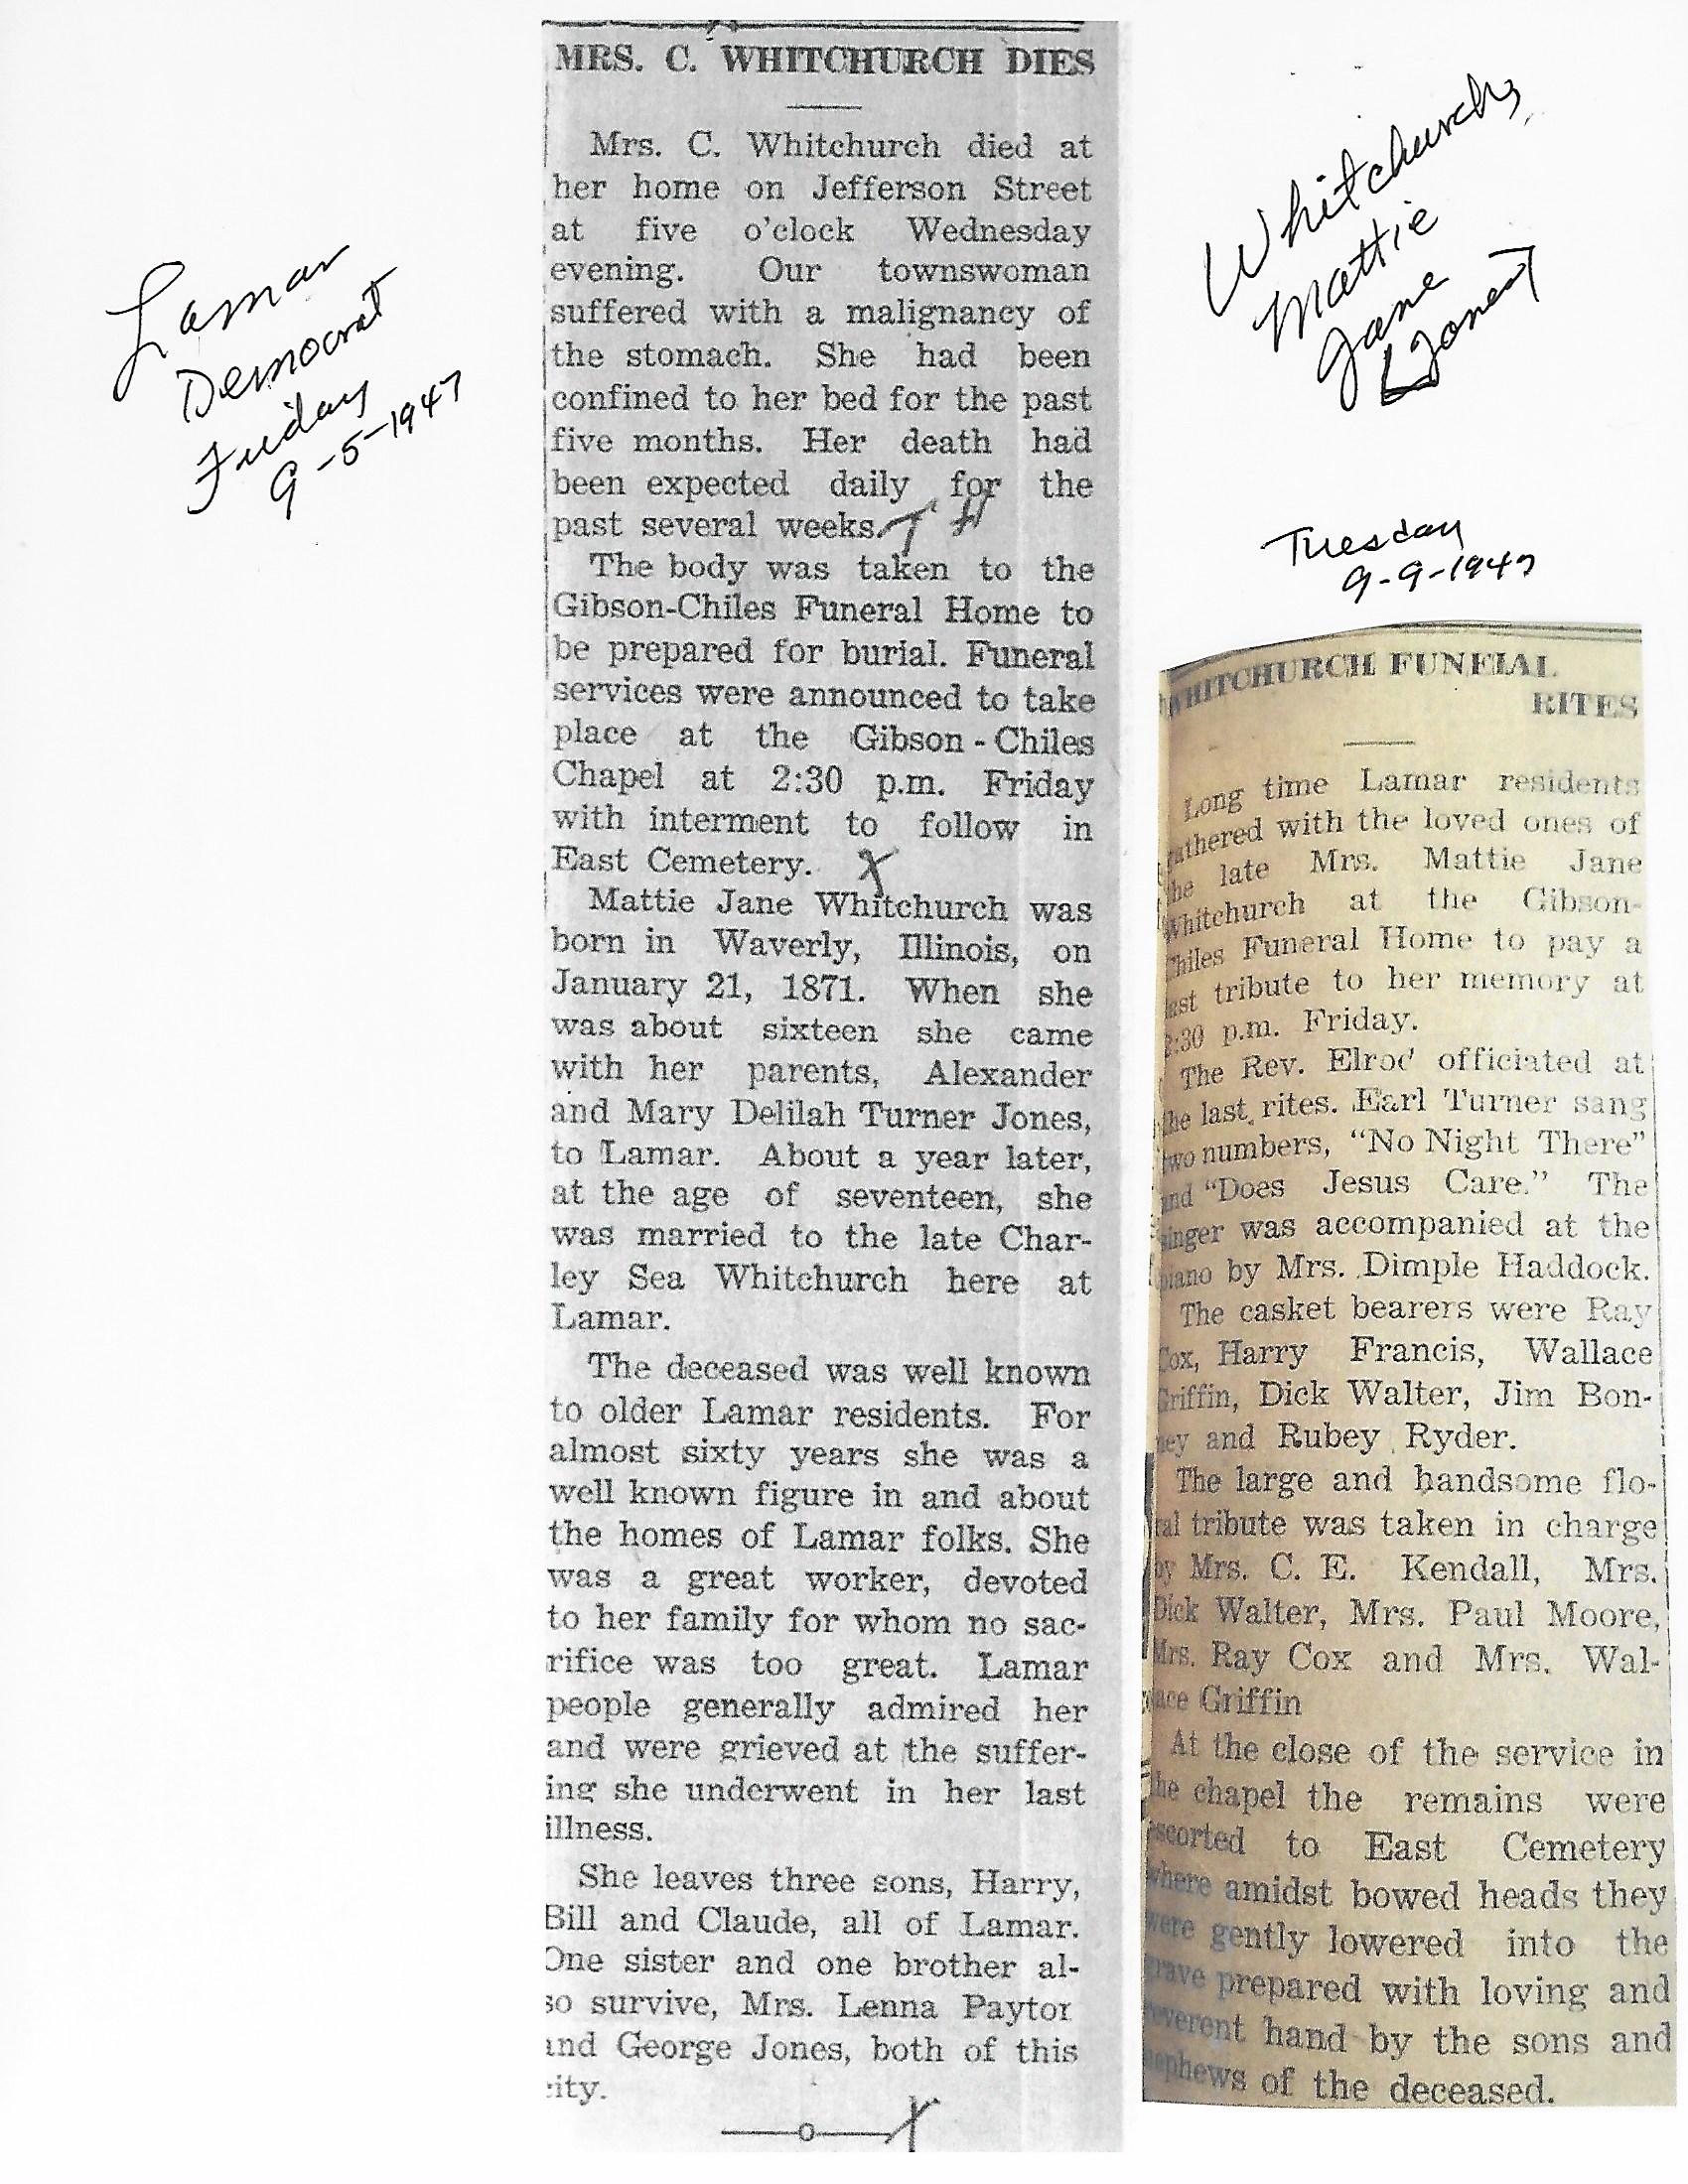 Lamar
Democrat
Friday
9-5-1947
MRS. C. WHITCHURCH DIES
Mrs. C. Whitchurch died at
her home on Jefferson Street
at five o'clock Wednesday
evening. Our townswoman
suffered with a malignancy of
the stomach. She had been
confined to her bed for the past
five months. Her death had
been expected daily for the
past several weeks.
The body was taken to the
Gibson-Chiles Funeral Home to
be prepared for burial. Funeral
services were announced to take
place at the Gibson-Chiles
Chapel at 2:30 p.m. Friday
with interment to follow in
East Cemetery. X
Mattie Jane Whitchurch was
born in Waverly, Illinois, on
January 21, 1871. When she
was about sixteen she came
with her parents, Alexander
and Mary Delilah Turner Jones,
to Lamar. About a year later,
at the age of seventeen, she
was married to the late Char-
ley Sea Whitchurch here at
Lamar.
The deceased was well known
to older Lamar residents. For
almost sixty years she was a
well known figure in and about
the homes of Lamar folks. She
was a great worker, devoted
to her family for whom no sac-
rifice was too great. Lamar
people generally admired her
and were grieved at the suffer-
ing she underwent in her last
illness.
She leaves three sons, Harry,
Bill and Claude, all of Lamar.
One sister and one brother al-
so survive, Mrs. Lenna Paytor
and George Jones, both of this
city.
Whitchurch,
Mattie
Jane
[Jones]
Tuesday
9-9-1947
WHITCHURCH FUNEIAL
RITES
Long time Lamar residents
gathered with the loved ones of
the late Mrs. Mattie Jane
Whitchurch at the Gibson-
Chiles Funeral Home to pay a
last tribute to her memory at
2:30 p.m. Friday.
The Rev. Elrod officiated at
the last rites. Earl Turner sang
two numbers, "No Night There"
and "Does Jesus Care." The
singer was accompanied at the
piano by Mrs. Dimple Haddock.
The casket bearers were Ray
Cox, Harry Francis, Wallace
Griffin, Dick Walter, Jim Bon-
ney and Rubey Ryder.
The large and handsome flo-
ral tribute was taken in charge
by Mrs. C. E. Kendall, Mrs.
Dick Walter, Mrs. Paul Moore,
Mrs. Ray Cox and Mrs. Wal-
lace Griffin
At the close of the service in
the chapel the remains were
escorted to East Cemetery
where amidst bowed heads they
were gently lowered into the
grave prepared with loving and
reverent hand by the sons and
nephews of the deceased.